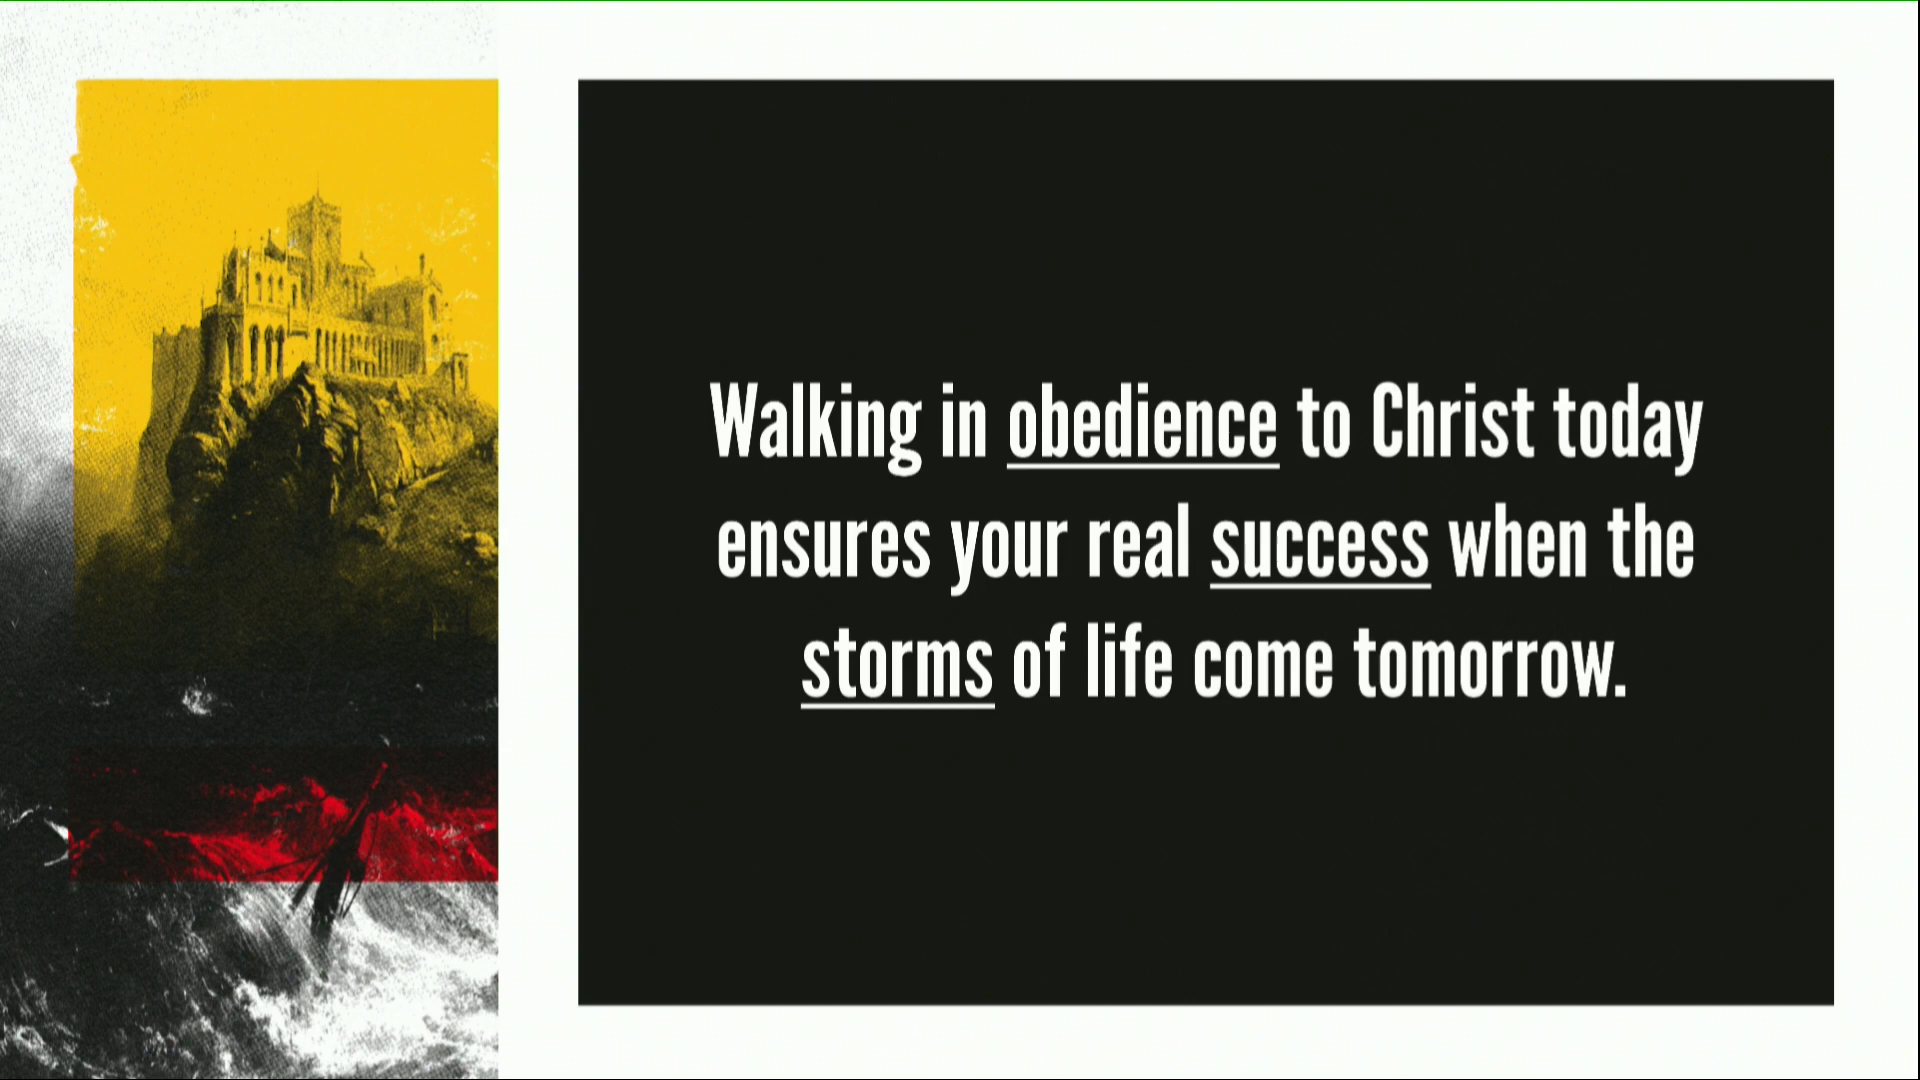 Walking in obedience to Christ today
ensures your real success when the
storms of life come tomorrow.